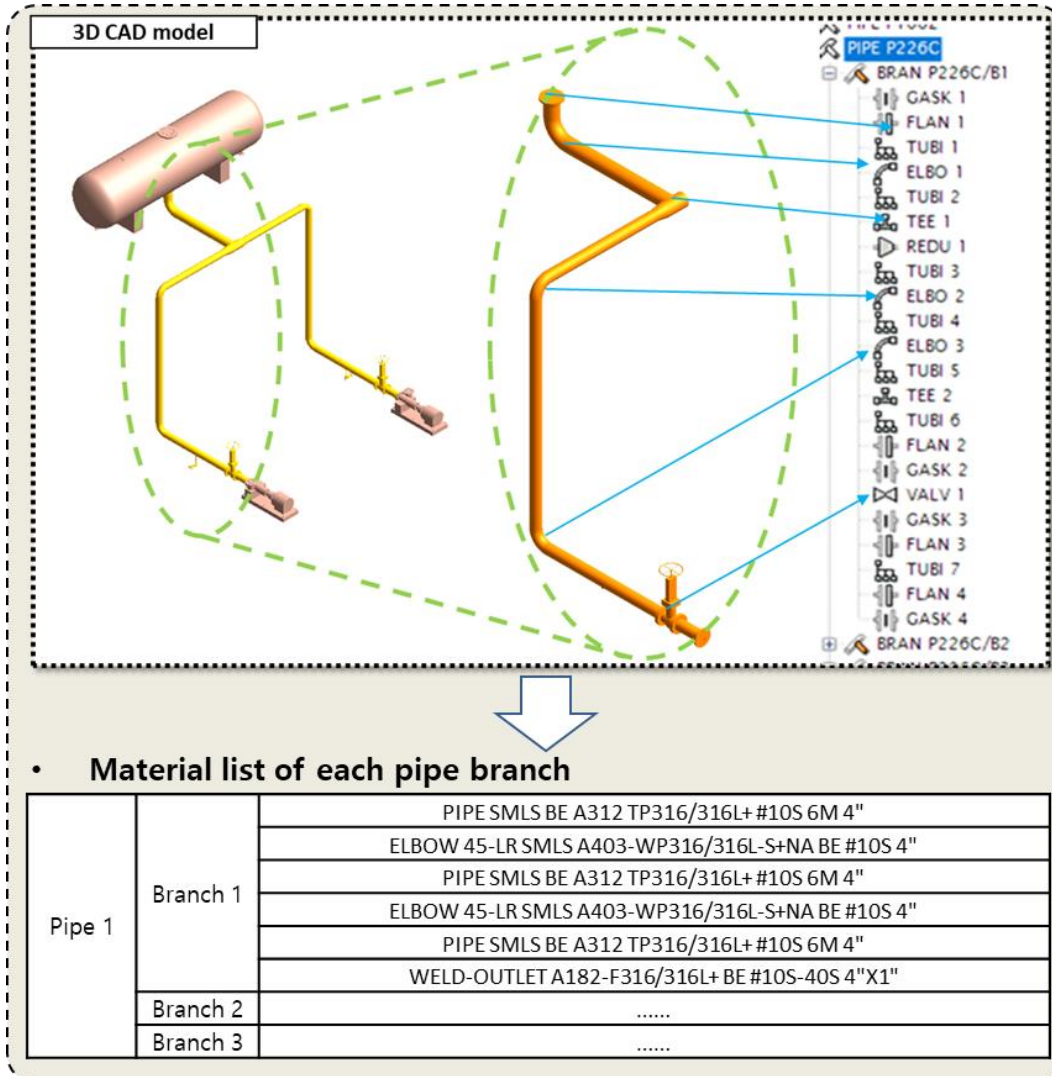 3D CAD model
PIPE P226C
BRAN P226C/B1
GASK 1
FLAN 1
TUBI 1
ELBO 1
TUBI 2
TEE 1
REDU 1
TUBI 3
ELBO 2
TUBI 4
ELBO 3
TUBI 5
TEE 2
TUBI 6
FLAN 2
GASK 2
VALV 1
GASK 3
FLAN 3
TUBI 7
FLAN 4
GASK 4
BRAN P226C/B2
• Material list of each pipe branch
Pipe 1
Branch 1
PIPE SMLS BE A312 TP316/316L+ #10S 6M 4"
ELBOW 45-LR SMLS A403-WP316/316L-S+NA BE #10S 4"
PIPE SMLS BE A312 TP316/316L+ #10S 6M 4"
ELBOW 45-LR SMLS A403-WP316/316L-S+NA BE #10S 4"
PIPE SMLS BE A312 TP316/316L+ #10S 6M 4"
WELD-OUTLET A182-F316/316L+ BE #10S-40S 4"X1"
Branch 2
......
Branch 3
......